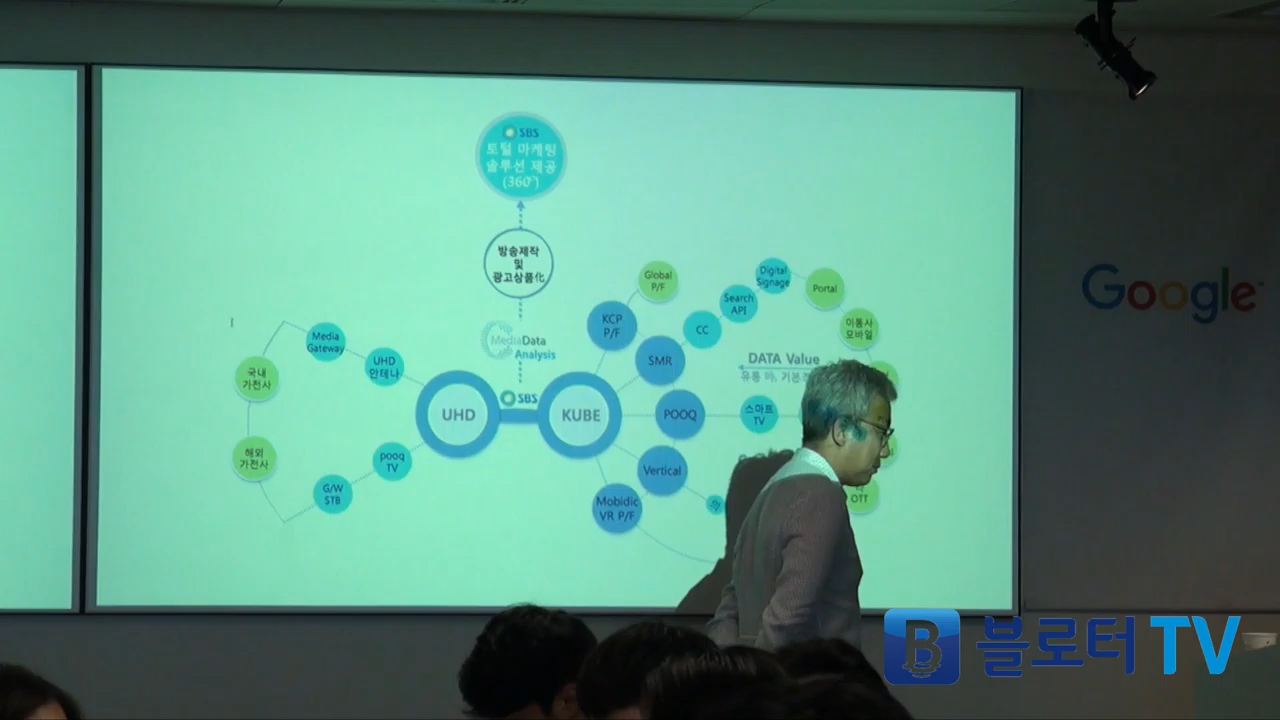 SBS
토털 마케팅
솔루션 제공
(360°)
방송제작
및
광고상품化
MediaData
Analysis
SBS
UHD
KUBE
Media
Gateway
UHD
안테나
국내
가전사
해외
가전사
G/W
STB
pooq
TV
Global
P/F
KCP
P/F
SMR
POOQ
Vertical
Mobidic
VR P/F
CC
Search
API
Digital
Signage
Portal
이동사
모바일
DATA Value
스마트
TV
OTT
Google
B 블로터TV